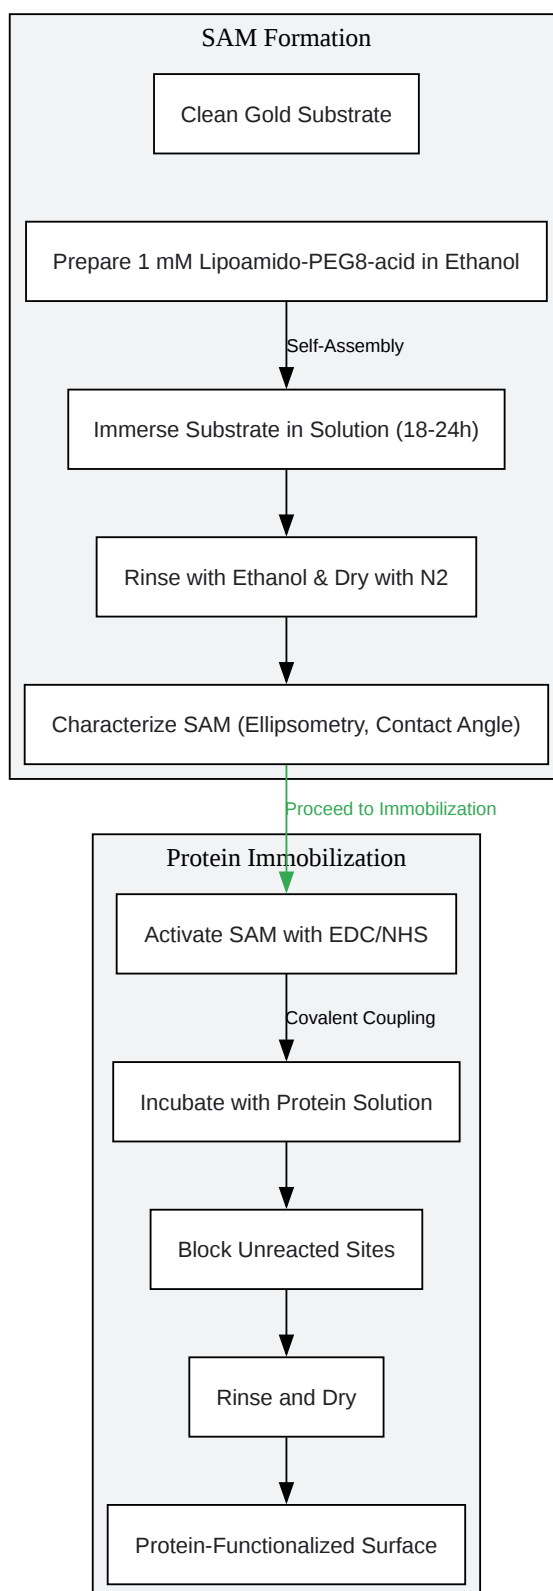 SAM Formation
Clean Gold Substrate
Prepare 1 mM Lipoamido-PEG8-acid in Ethanol
Self-Assembly
Immerse Substrate in Solution (18-24h)
Rinse with Ethanol & Dry with N2
Characterize SAM (Ellipsometry, Contact Angle)
Proceed to Immobilization
Protein Immobilization
Activate SAM with EDC/NHS
Covalent Coupling
Incubate with Protein Solution
Block Unreacted Sites
Rinse and Dry
Protein-Functionalized Surface